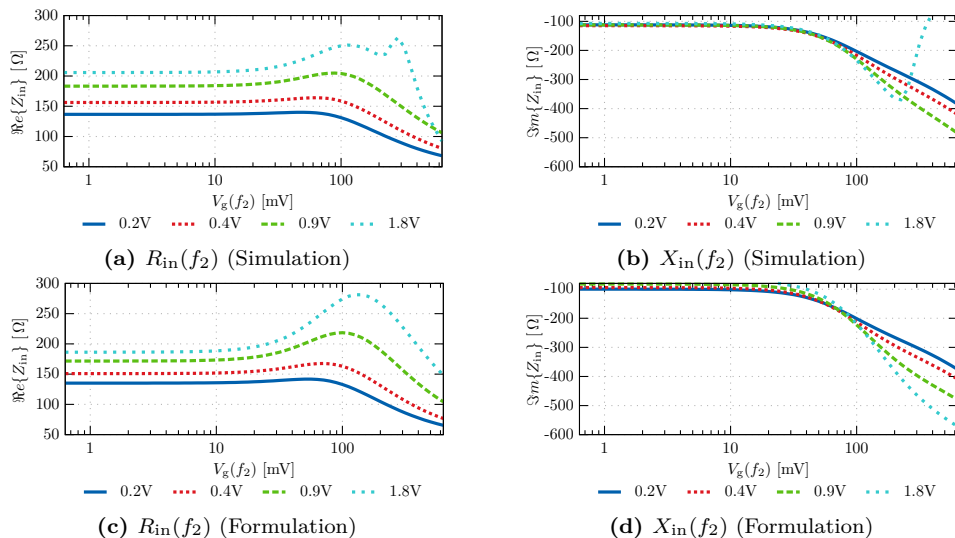 300
250
200
150
100
50
ℜe{Z_in} [Ω]
1 10 100
V_g(f_2) [mV]
0.2V 0.4V 0.9V 1.8V
(a) R_in(f_2) (Simulation)
-100
-200
-300
-400
-500
-600
ℑm{Z_in} [Ω]
1 10 100
V_g(f_2) [mV]
0.2V 0.4V 0.9V 1.8V
(b) X_in(f_2) (Simulation)
300
250
200
150
100
50
ℜe{Z_in} [Ω]
1 10 100
V_g(f_2) [mV]
0.2V 0.4V 0.9V 1.8V
(c) R_in(f_2) (Formulation)
-100
-200
-300
-400
-500
-600
ℑm{Z_in} [Ω]
1 10 100
V_g(f_2) [mV]
0.2V 0.4V 0.9V 1.8V
(d) X_in(f_2) (Formulation)